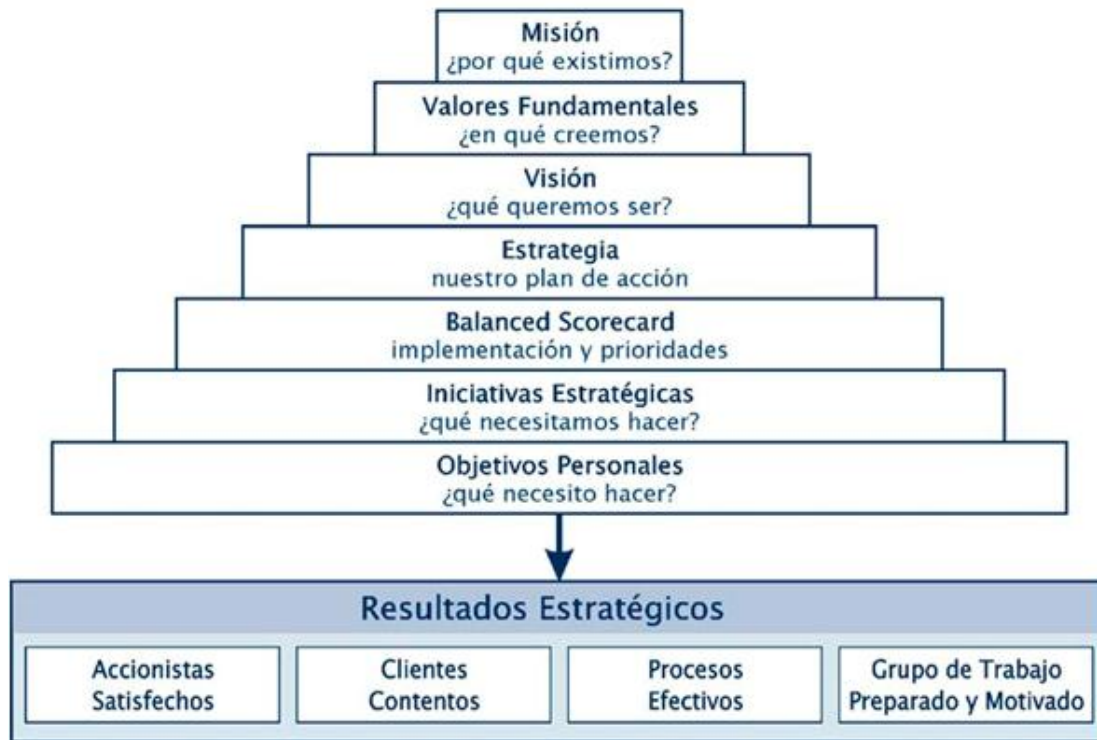 Misión
¿por qué existimos?
Valores Fundamentales
¿en qué creemos?
Visión
¿qué queremos ser?
Estrategia
nuestro plan de acción
Balanced Scorecard
implementación y prioridades
Iniciativas Estratégicas
¿qué necesitamos hacer?
Objetivos Personales
¿qué necesito hacer?
Resultados Estratégicos
Accionistas
Satisfechos
Clientes
Contentos
Procesos
Efectivos
Grupo de Trabajo
Preparado y Motivado